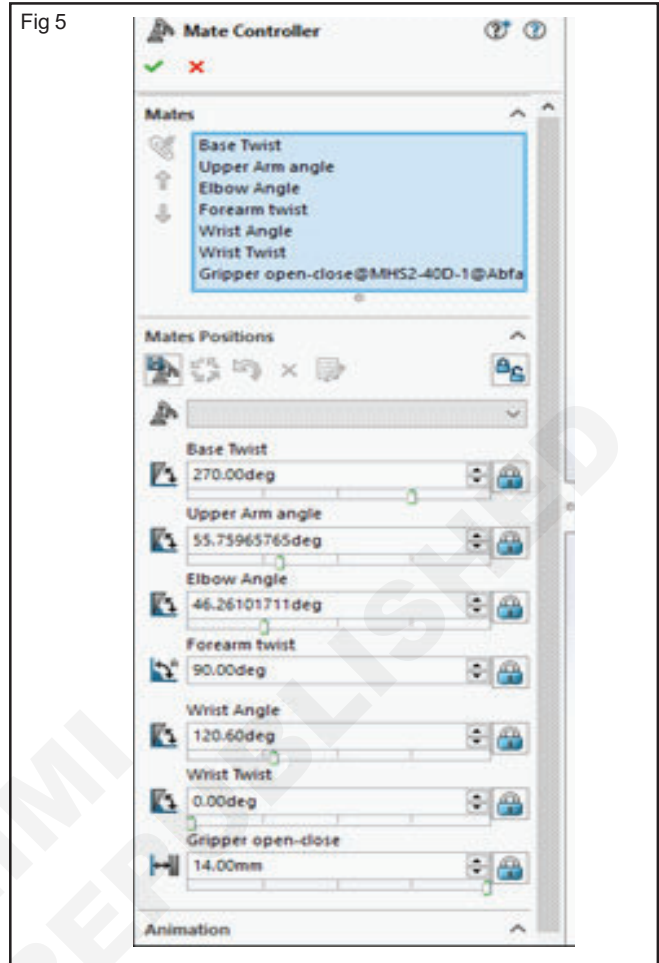 Fig 5
Mate Controller
Mates
Base Twist
Upper Arm angle
Elbow Angle
Forearm twist
Wrist Angle
Wrist Twist
Gripper open-close@MHS2-40D-1@Abfa
Mates Positions
Base Twist
270.00deg
Upper Arm angle
55.75965765deg
Elbow Angle
46.26101711deg
Forearm twist
90.00deg
Wrist Angle
120.60deg
Wrist Twist
0.00deg
Gripper open-close
14.00mm
Animation